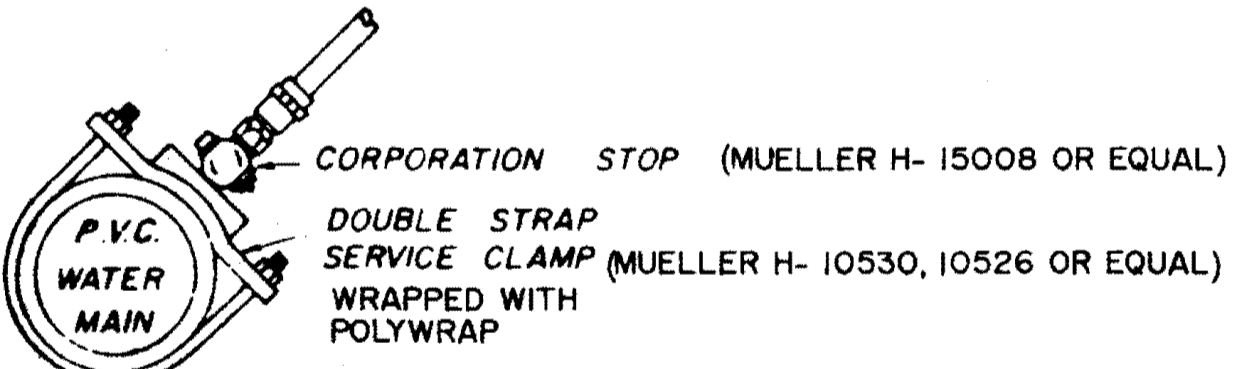 CORPORATION STOP (MUELLER H- 15008 OR EQUAL)
DOUBLE STRAP
SERVICE CLAMP (MUELLER H- 10530, 10526 OR EQUAL)
WRAPPED WITH
POLYWRAP
P.V.C.
WATER
MAIN